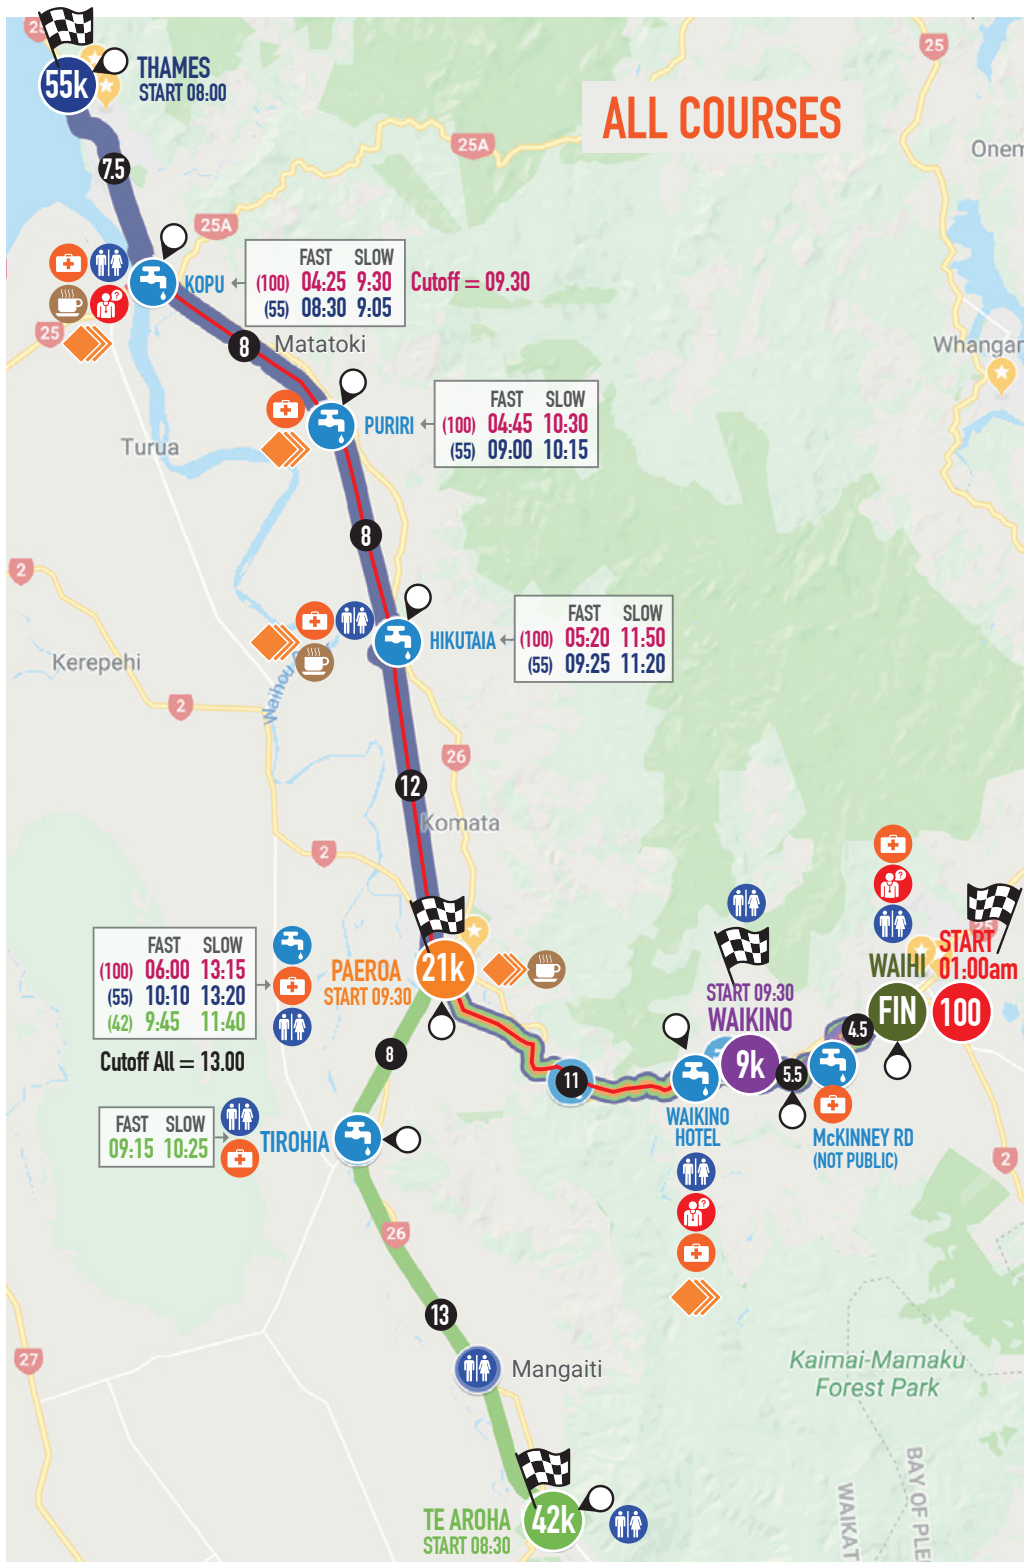 ALL COURSES
25
25
25A
Onem
55k
THAMES
START 08:00
7.5
25A
KOPU
FAST SLOW
(100) 04:25 9:30
(55) 08:30 9:05
Cutoff = 09.30
25
8
Matatoki
Whangar
PURIRI
FAST SLOW
(100) 04:45 10:30
(55) 09:00 10:15
Turua
8
2
HIKUTAIA
FAST SLOW
(100) 05:20 11:50
(55) 09:25 11:20
Kerepehi
Waihou
2
26
12
Komata
2
FAST SLOW
(100) 06:00 13:15
(55) 10:10 13:20
(42) 9:45 11:40
Cutoff All = 13.00
PAEROA
START 09:30
21k
START 09:30
WAIKINO
9k
25
START
01:00am
WAIHI
FIN
100
4.5
5.5
8
11
FAST SLOW
09:15 10:25
TIROHIA
WAIKINO
HOTEL
McKINNEY RD
(NOT PUBLIC)
2
26
13
27
Mangaiti
Kaimai-Mamaku
Forest Park
TE AROHA
START 08:30
42k
WAIKAT
BAY OF PLE